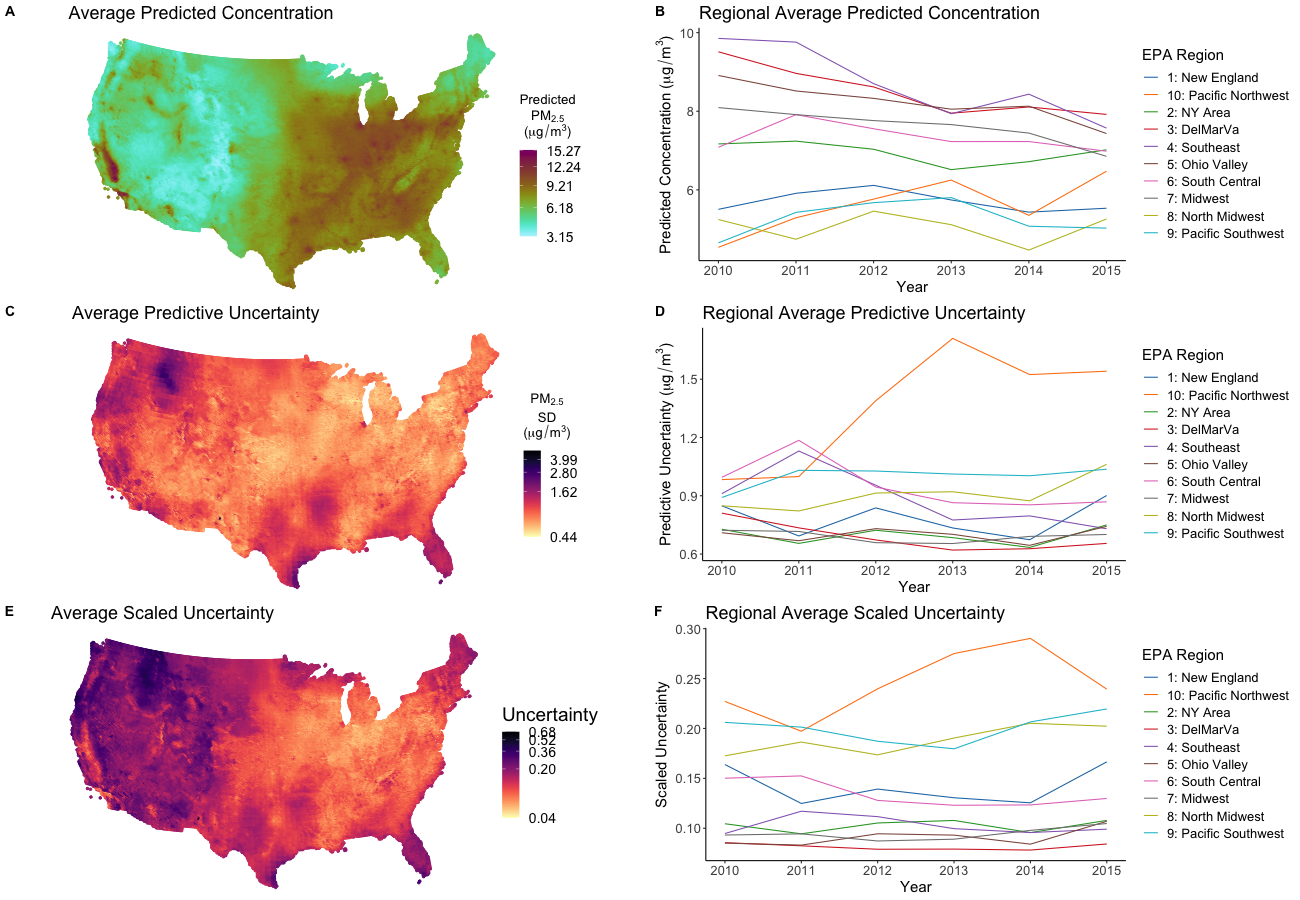 A
Average Predicted Concentration
Predicted
PM2.5
(μg/m3)
15.27
12.24
9.21
6.18
3.15
B
Regional Average Predicted Concentration
Predicted Concentration (μg/m3)
10
8
6
2010 2011 2012 2013 2014 2015
Year
EPA Region
1: New England
10: Pacific Northwest
2: NY Area
3: DelMarVa
4: Southeast
5: Ohio Valley
6: South Central
7: Midwest
8: North Midwest
9: Pacific Southwest
C
Average Predictive Uncertainty
PM2.5
SD
(μg/m3)
3.99
2.80
1.62
0.44
D
Regional Average Predictive Uncertainty
Predictive Uncertainty (μg/m3)
1.5
1.2
0.9
0.6
2010 2011 2012 2013 2014 2015
Year
EPA Region
1: New England
10: Pacific Northwest
2: NY Area
3: DelMarVa
4: Southeast
5: Ohio Valley
6: South Central
7: Midwest
8: North Midwest
9: Pacific Southwest
E
Average Scaled Uncertainty
Uncertainty
0.68
0.52
0.36
0.20
0.04
F
Regional Average Scaled Uncertainty
Scaled Uncertainty
0.30
0.25
0.20
0.15
0.10
2010 2011 2012 2013 2014 2015
Year
EPA Region
1: New England
10: Pacific Northwest
2: NY Area
3: DelMarVa
4: Southeast
5: Ohio Valley
6: South Central
7: Midwest
8: North Midwest
9: Pacific Southwest